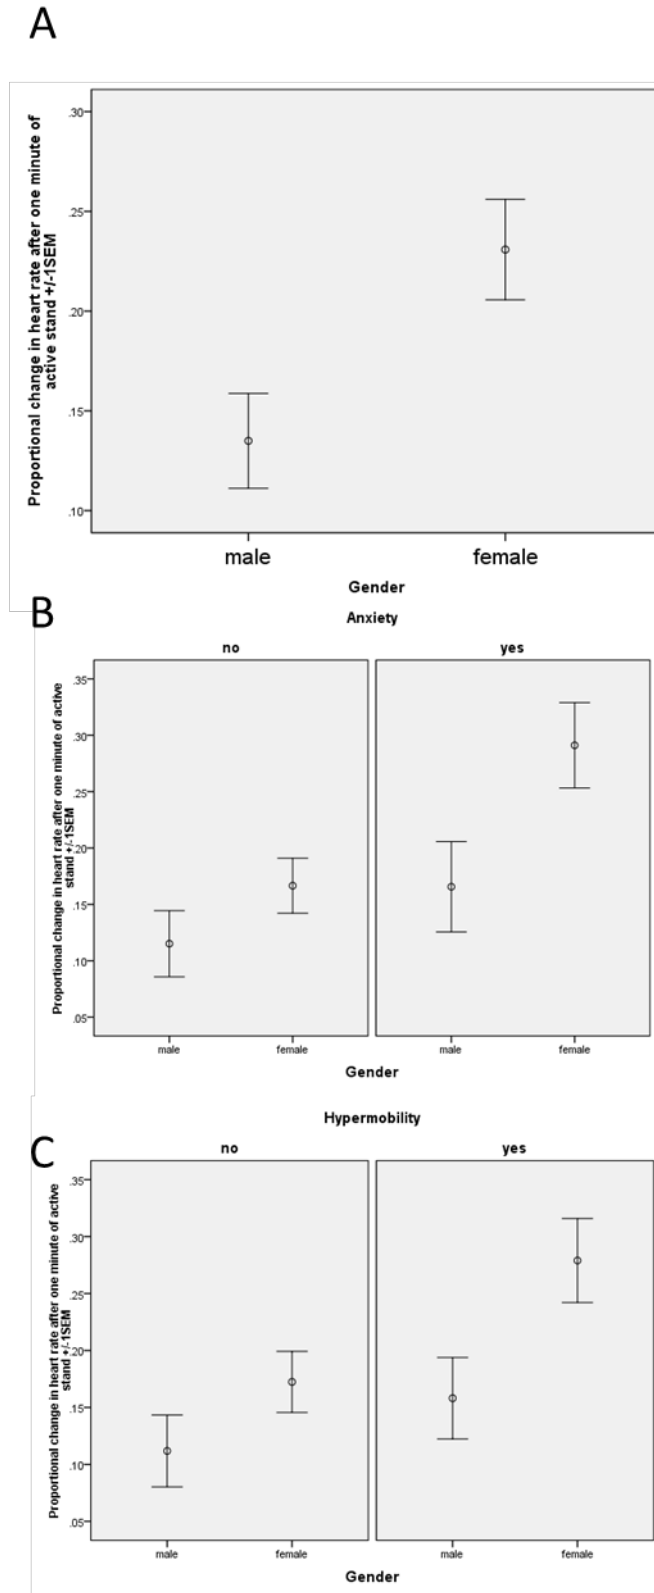 A
Proportional change in heart rate after one minute of
active stand +/-1SEM
.30
.25
.20
.15
.10
male female
Gender
B
Anxiety
no yes
Proportional change in heart rate after one minute of active
stand +/-1SEM
.35
.30
.25
.20
.15
.10
.05
male female male female
Gender Gender
Hypermobility
C
no yes
Proportional change in heart rate after one minute of active
stand +/-1SEM
.35
.30
.25
.20
.15
.10
.05
male female male female
Gender Gender